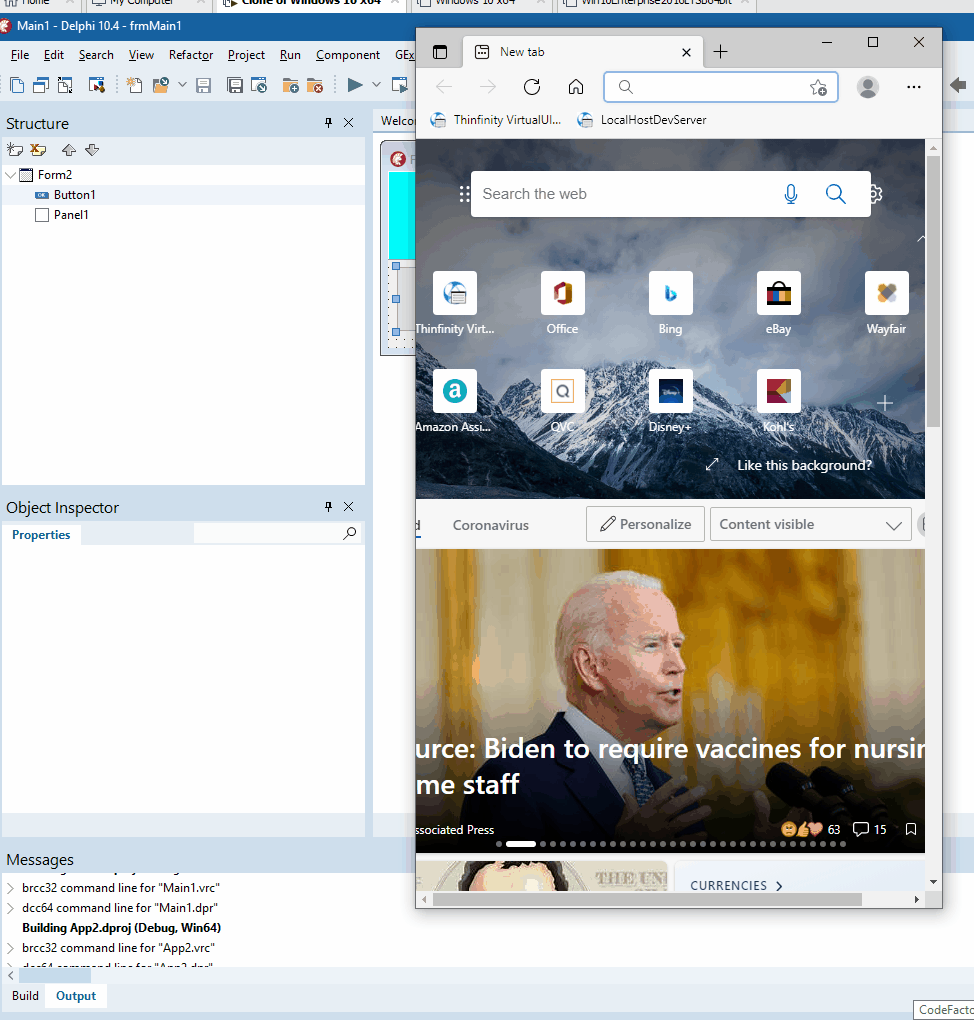 Home
My Computer
Clone of Windows 10 x64
Windows 10 x64
Win10Enterprise2016LTSB64bit
Main1 - Delphi 10.4 - frmMain1
File Edit Search View Refactor Project Run Component GEx
Structure
Form2
Button1
Panel1
Object Inspector
Properties
Welcor
New tab
Thinfinity VirtualUI...
LocalHostDevServer
Search the web
Thinfinity Virt...
Office
Bing
eBay
Wayfair
Amazon Assi...
QVC
Disney+
Kohl's
Like this background?
d
Coronavirus
Personalize
Content visible
urce: Biden to require vaccines for nursin
me staff
ssociated Press
63
15
THE UN
CURRENCIES
Messages
brcc32 command line for "Main1.vrc"
dcc64 command line for "Main1.dpr"
Building App2.dproj (Debug, Win64)
brcc32 command line for "App2.vrc"
dcc64 command line for "App2.dpr"
Build
Output
CodeFacto